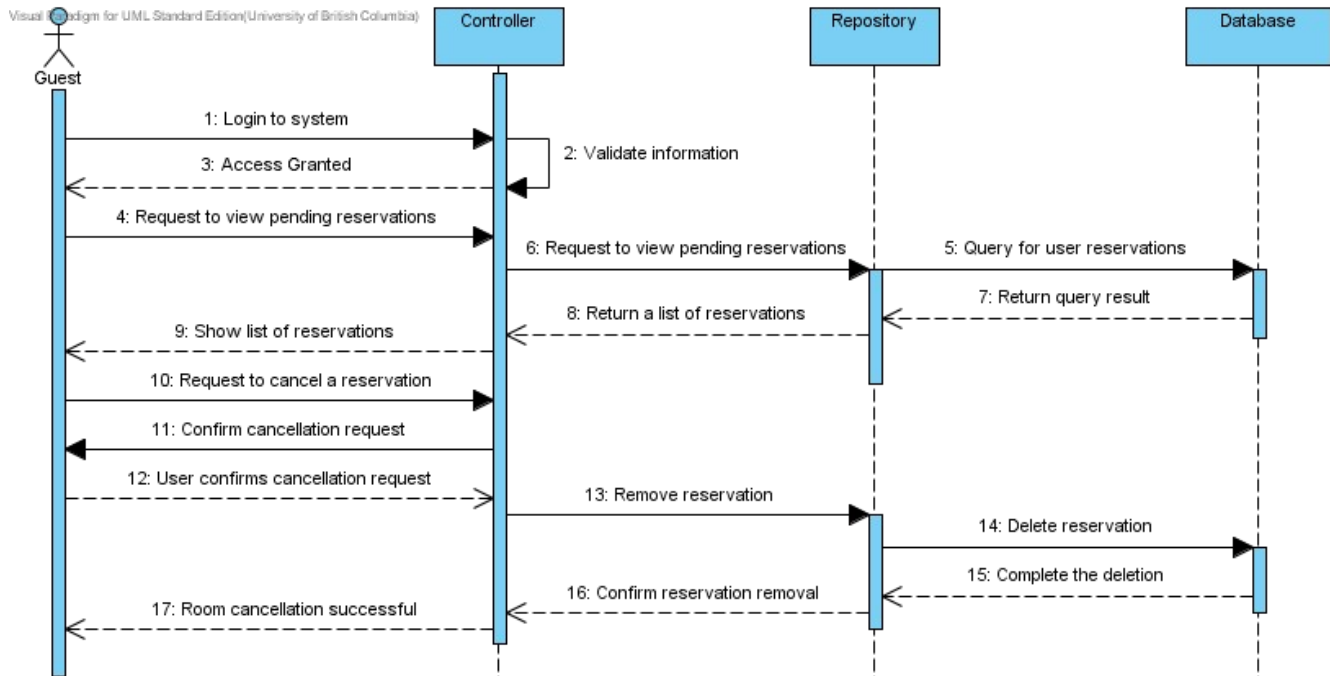 Visual Paradigm for UML Standard Edition(University of British Columbia)
Controller
Repository
Database
Guest
1: Login to system
2: Validate information
3: Access Granted
4: Request to view pending reservations
6: Request to view pending reservations
5: Query for user reservations
7: Return query result
8: Return a list of reservations
9: Show list of reservations
10: Request to cancel a reservation
11: Confirm cancellation request
12: User confirms cancellation request
13: Remove reservation
14: Delete reservation
15: Complete the deletion
16: Confirm reservation removal
17: Room cancellation successful